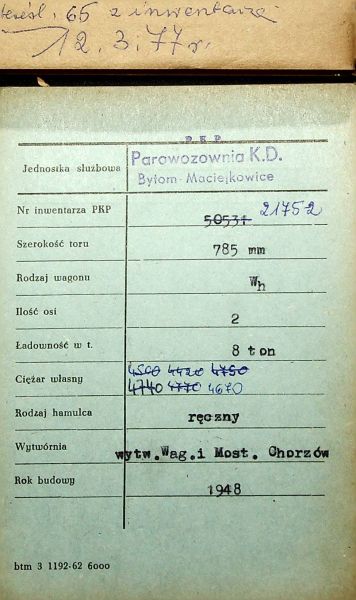 skreśl. 65 z inwentarza
12.3.77r.
P.K.P.
Jednostka służbowa Parowozownia K.D.
Bytom-Maciejkowice
Nr inwentarza PKP 50531 21752
Szerokość toru 785 mm
Rodzaj wagonu Wh
Ilość osi 2
Ładowność w t. 8 ton
Ciężar własny 4500 4420 4750
4740 4770 4670
Rodzaj hamulca ręczny
Wytwórnia wytw.Wag.i Most. Chorzów
Rok budowy 1948
btm 3 1192-62 6000